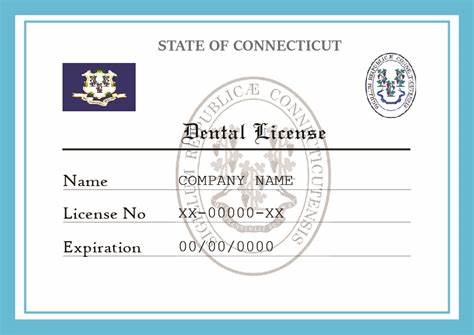 STATE OF CONNECTICUT
SIGILLUM REIPUBLICÆ CONNECTICUTENSIS
Dental License
Name COMPANY NAME
License No XX-00000-XX
Expiration 00/00/0000